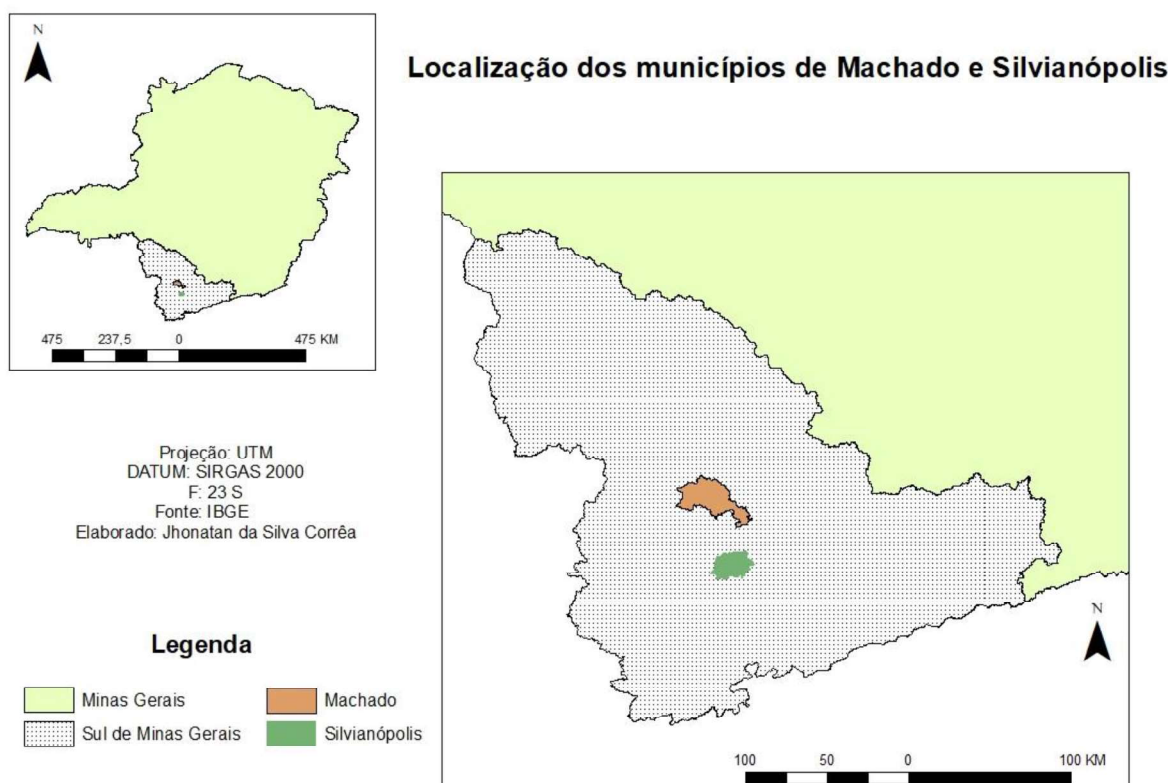 N
Localização dos municípios de Machado e Silvianópolis
475 237,5 0 475 KM
Projeção: UTM
DATUM: SIRGAS 2000
F: 23 S
Fonte: IBGE
Elaborado: Jhonatan da Silva Corrêa
Legenda
Minas Gerais
Machado
Sul de Minas Gerais
Silvianópolis
N
100 50 0 100 KM